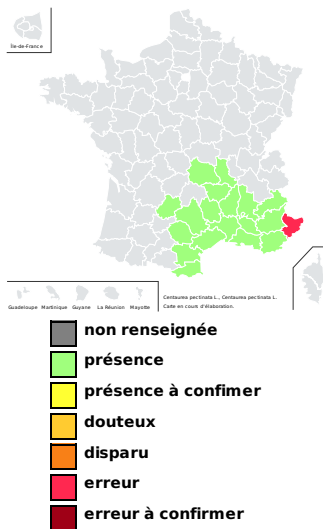 Île-de-France
Guadeloupe Martinique Guyane La Réunion Mayotte
Centaurea pectinata L., Centaurea pectinata L.
Carte en cours d'élaboration.
non renseignée
présence
présence à confimer
douteux
disparu
erreur
erreur à confirmer